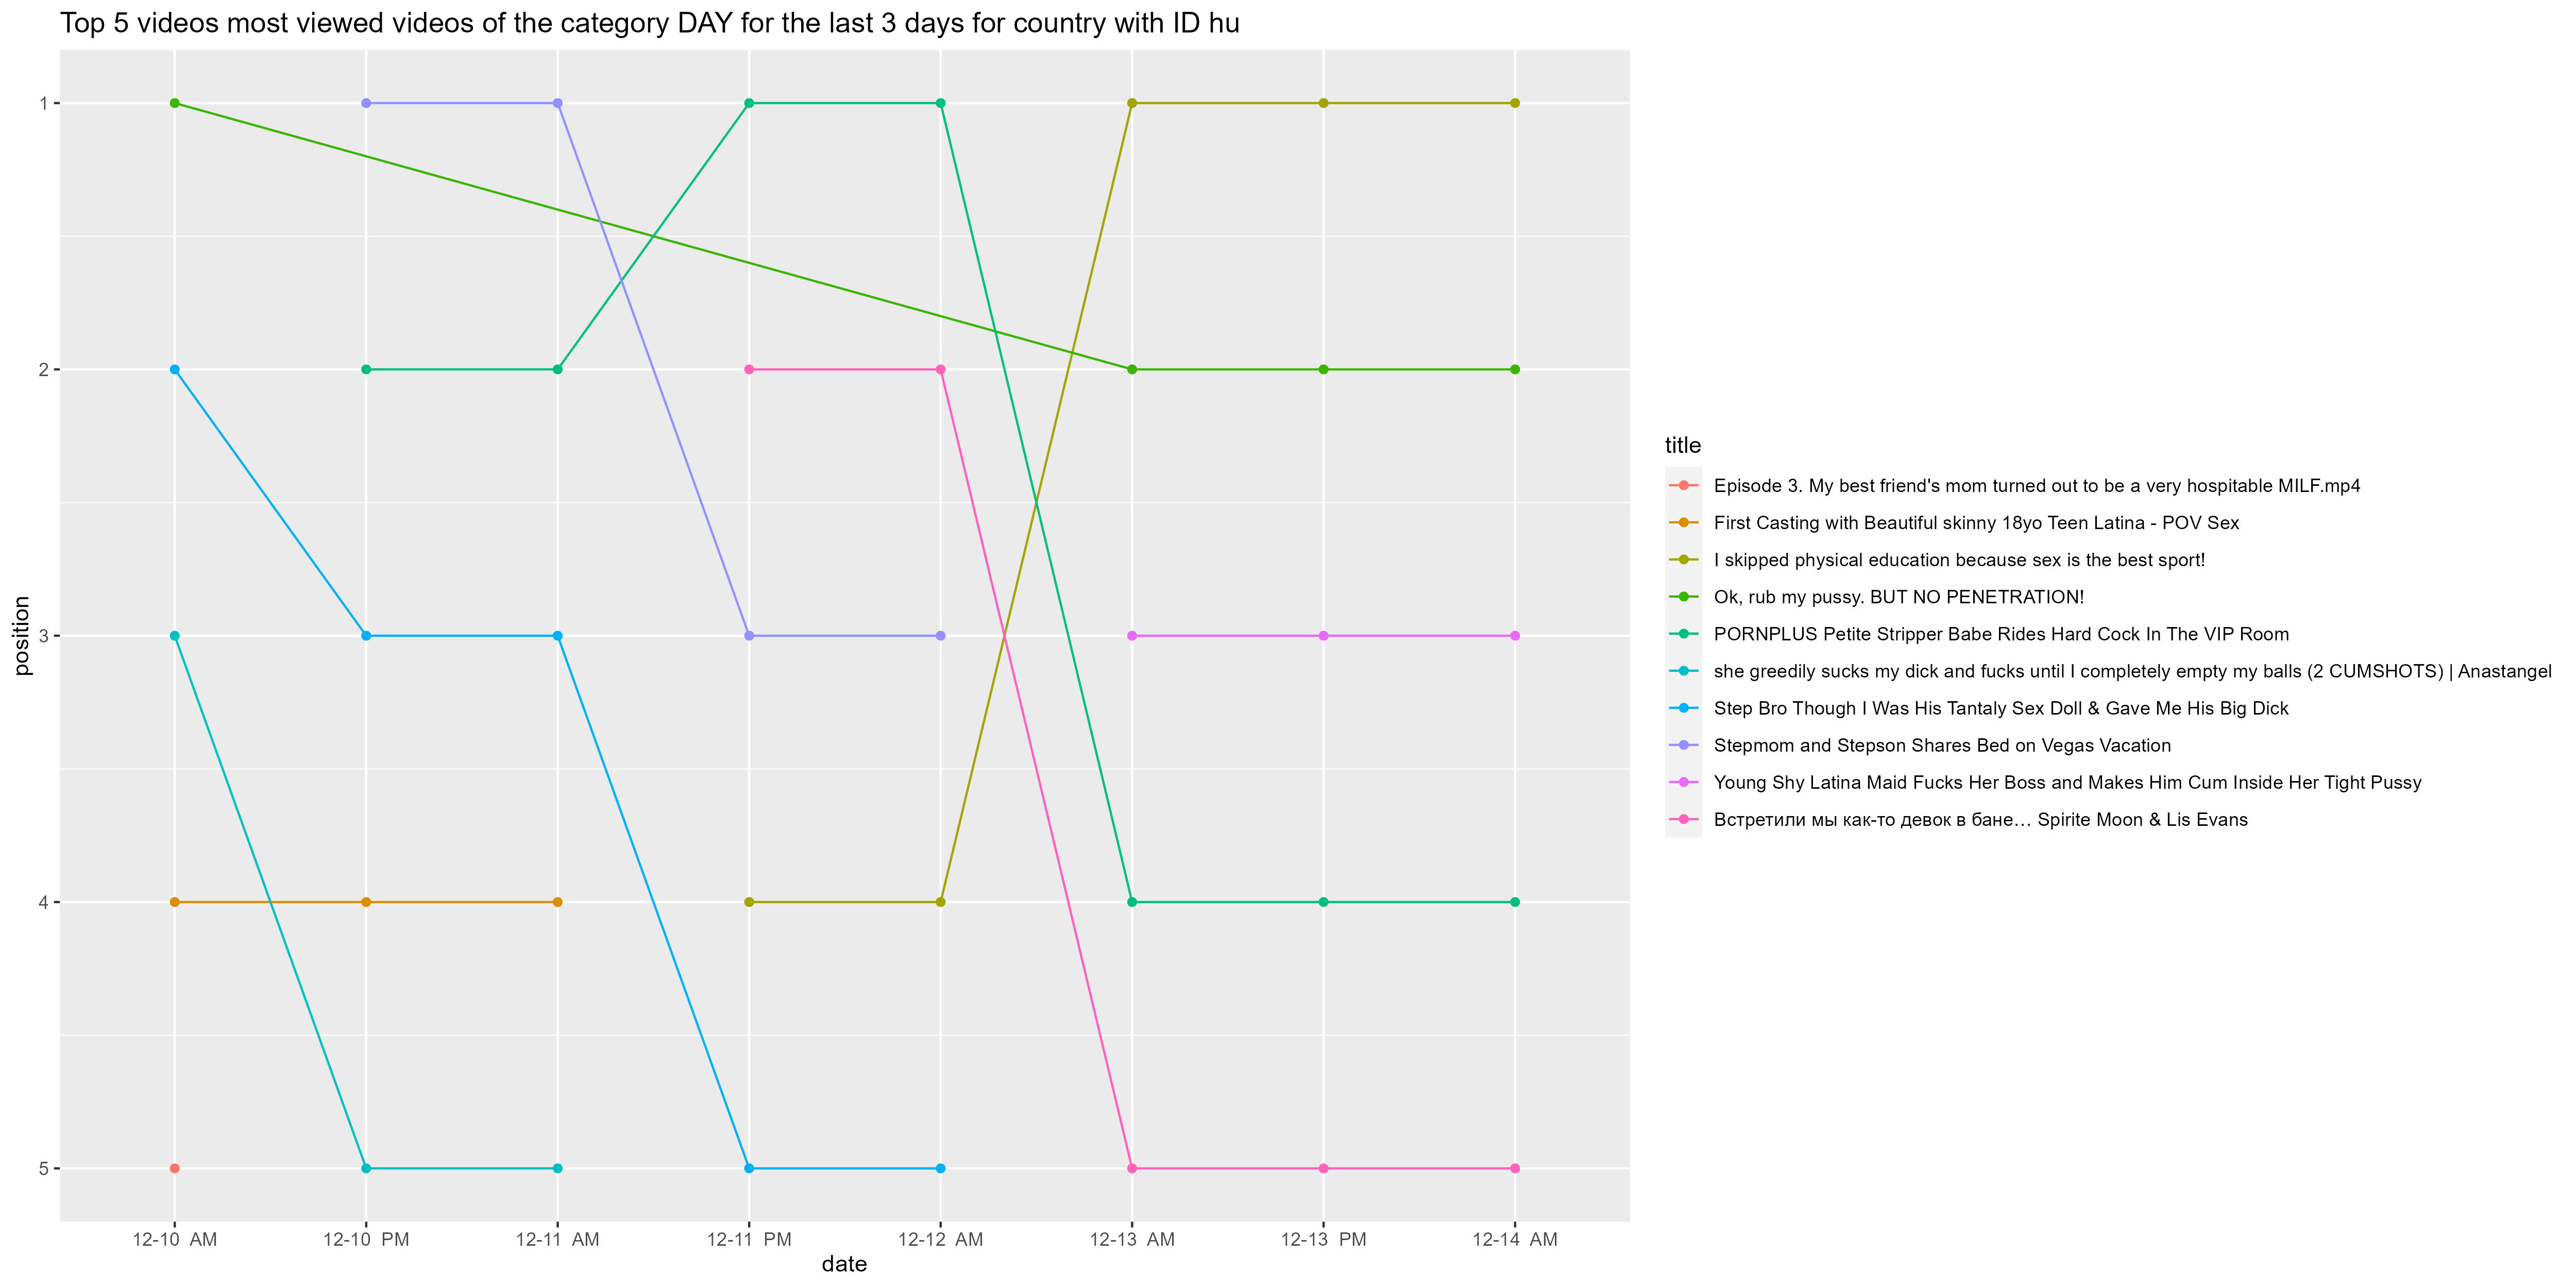 Top 5 videos most viewed videos of the category DAY for the last 3 days for country with ID hu
position
1
2
3
4
5
12-10 AM
12-10 PM
12-11 AM
12-11 PM
12-12 AM
12-13 AM
12-13 PM
12-14 AM
date
title
Episode 3. My best friend's mom turned out to be a very hospitable MILF.mp4
First Casting with Beautiful skinny 18yo Teen Latina - POV Sex
I skipped physical education because sex is the best sport!
Ok, rub my pussy. BUT NO PENETRATION!
PORNPLUS Petite Stripper Babe Rides Hard Cock In The VIP Room
she greedily sucks my dick and fucks until I completely empty my balls (2 CUMSHOTS) | Anastangel
Step Bro Though I Was His Tantaly Sex Doll & Gave Me His Big Dick
Stepmom and Stepson Shares Bed on Vegas Vacation
Young Shy Latina Maid Fucks Her Boss and Makes Him Cum Inside Her Tight Pussy
Встретили мы как-то девок в бане… Spirite Moon & Lis Evans